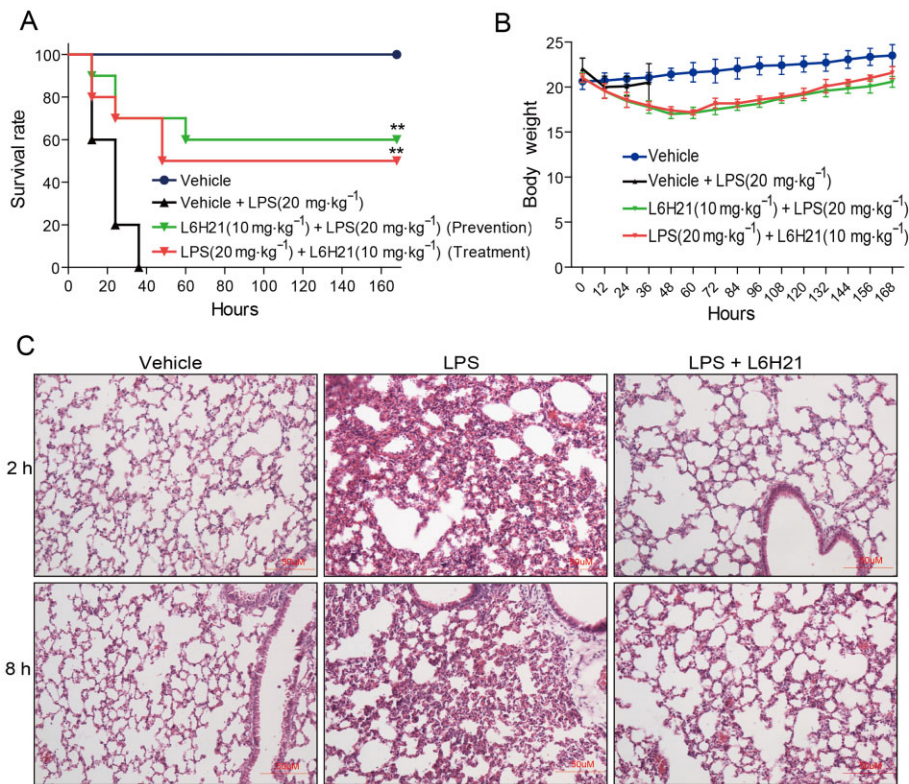 A
Survival rate
100
80
60
40
20
0
**
**
Vehicle
Vehicle + LPS(20 mg·kg⁻¹)
L6H21(10 mg·kg⁻¹) + LPS(20 mg·kg⁻¹) (Prevention)
LPS(20 mg·kg⁻¹) + L6H21(10 mg·kg⁻¹) (Treatment)
0 20 40 60 80 100 120 140 160
Hours
B
Body weight
25
20
15
10
5
0
Vehicle
Vehicle + LPS(20 mg·kg⁻¹)
L6H21(10 mg·kg⁻¹) + LPS(20 mg·kg⁻¹)
LPS(20 mg·kg⁻¹) + L6H21(10 mg·kg⁻¹)
0 12 24 36 48 60 72 84 96 108 120 132 144 156 168
Hours
C
Vehicle LPS LPS + L6H21
2 h
8 h